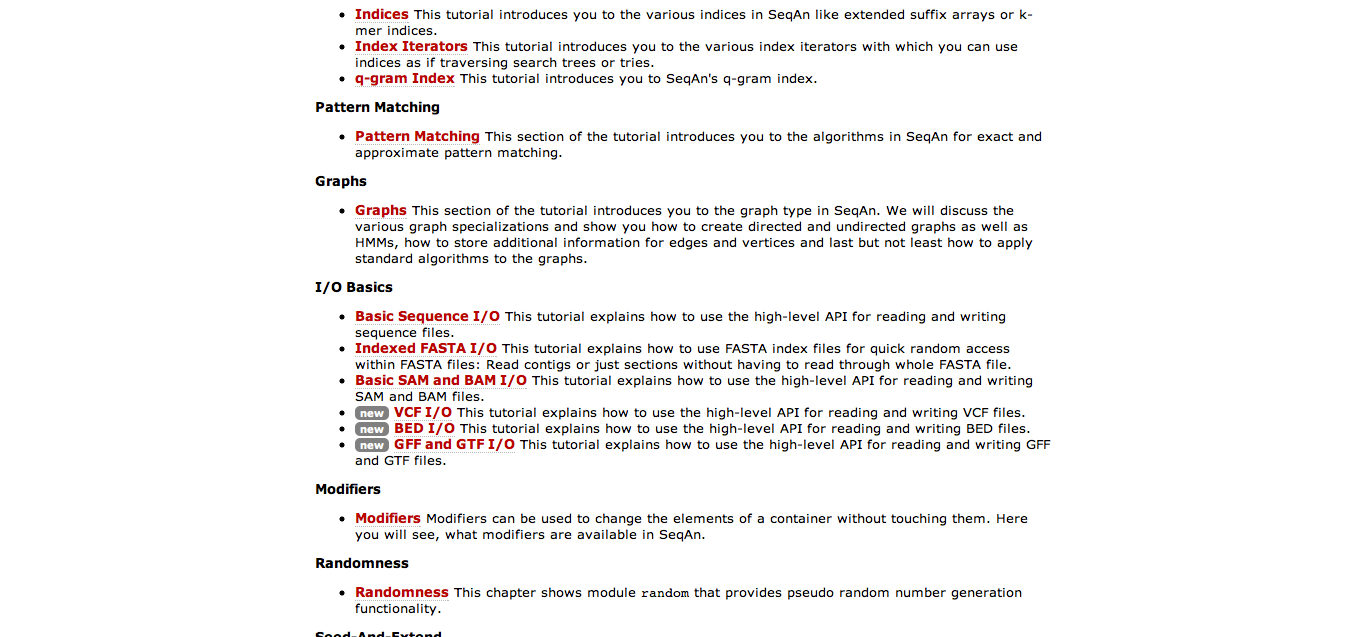 Indices This tutorial introduces you to the various indices in SeqAn like extended suffix arrays or k-
mer indices.
Index Iterators This tutorial introduces you to the various index iterators with which you can use
indices as if traversing search trees or tries.
q-gram Index This tutorial introduces you to SeqAn's q-gram index.
Pattern Matching
Pattern Matching This section of the tutorial introduces you to the algorithms in SeqAn for exact and
approximate pattern matching.
Graphs
Graphs This section of the tutorial introduces you to the graph type in SeqAn. We will discuss the
various graph specializations and show you how to create directed and undirected graphs as well as
HMMs, how to store additional information for edges and vertices and last but not least how to apply
standard algorithms to the graphs.
I/O Basics
Basic Sequence I/O This tutorial explains how to use the high-level API for reading and writing
sequence files.
Indexed FASTA I/O This tutorial explains how to use FASTA index files for quick random access
within FASTA files: Read contigs or just sections without having to read through whole FASTA file.
Basic SAM and BAM I/O This tutorial explains how to use the high-level API for reading and writing
SAM and BAM files.
new VCF I/O This tutorial explains how to use the high-level API for reading and writing VCF files.
new BED I/O This tutorial explains how to use the high-level API for reading and writing BED files.
new GFF and GTF I/O This tutorial explains how to use the high-level API for reading and writing GFF
and GTF files.
Modifiers
Modifiers Modifiers can be used to change the elements of a container without touching them. Here
you will see, what modifiers are available in SeqAn.
Randomness
Randomness This chapter shows module random that provides pseudo random number generation
functionality.
Seed-And-Extend